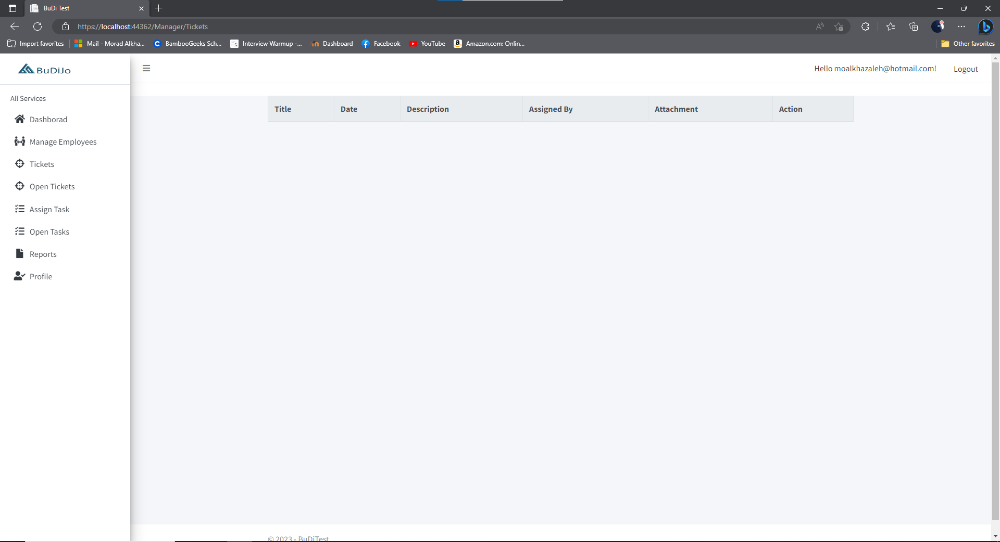 BuDi Test
https://localhost:44362/Manager/Tickets
Import favorites
Mail - Morad Alkha...
BambooGeeks Sch...
Interview Warmup -...
Dashboard
Facebook
YouTube
Amazon.com: Onlin...
Other favorites
BuDiJo
Hello moalkhazaleh@hotmail.com!
Logout
All Services
Dashborad
Manage Employees
Tickets
Open Tickets
Assign Task
Open Tasks
Reports
Profile
Title Date Description Assigned By Attachment Action
© 2023 - BuDiTest